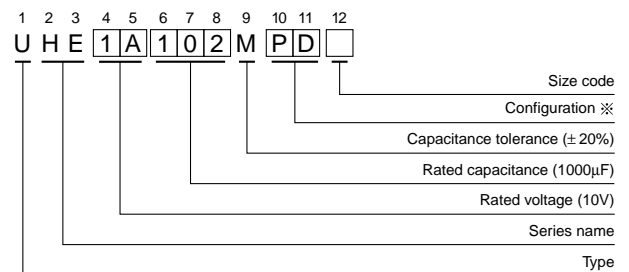 1 2 3 4 5 6 7 8 9 10 11 12
U H E 1 A 1 0 2 M P D
Size code
Configuration ※
Capacitance tolerance (±20%)
Rated capacitance (1000μF)
Rated voltage (10V)
Series name
Type